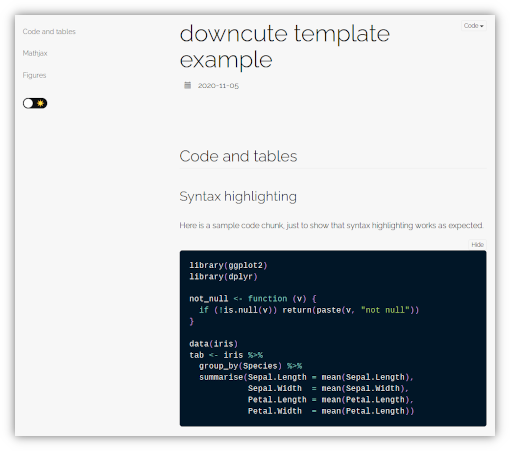 Code and tables
Mathjax
Figures
Code
downcute template
example
2020-11-05
Code and tables
Syntax highlighting
Here is a sample code chunk, just to show that syntax highlighting works as expected.
Hide
library(ggplot2)
library(dplyr)
not_null <- function (v) {
  if (!is.null(v)) return(paste(v, "not null"))
}
data(iris)
tab <- iris %>%
  group_by(Species) %>%
  summarise(Sepal.Length = mean(Sepal.Length),
            Sepal.Width  = mean(Sepal.Width),
            Petal.Length = mean(Petal.Length),
            Petal.Width  = mean(Petal.Width))